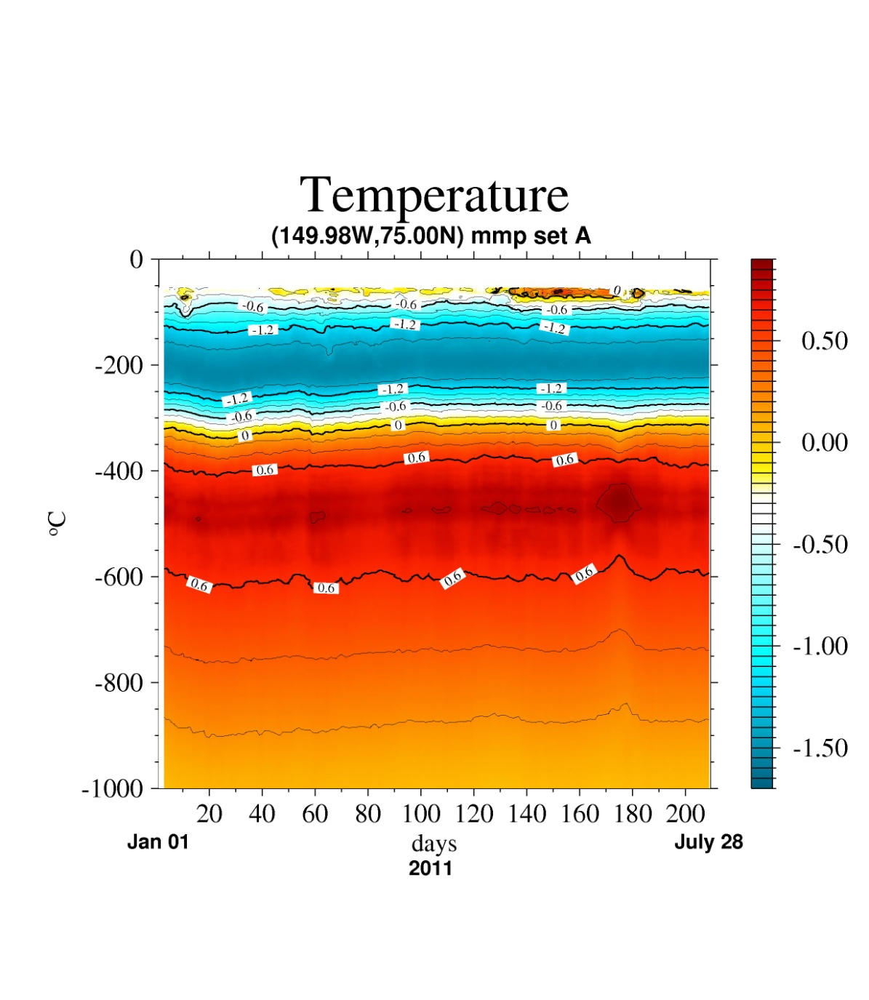 Temperature
(149.98W,75.00N) mmp set A
0
-200
-400
-600
-800
-1000
°C
0 -0.6 -0.6 -0.6
-1.2 -1.2 -1.2
-1.2 -1.2 -1.2
-0.6 -0.6 -0.6
0 0 0
0.6 0.6 0.6
0.6 0.6 0.6 0.6
0.50
0.00
-0.50
-1.00
-1.50
20 40 60 80 100 120 140 160 180 200
Jan 01 days July 28
2011